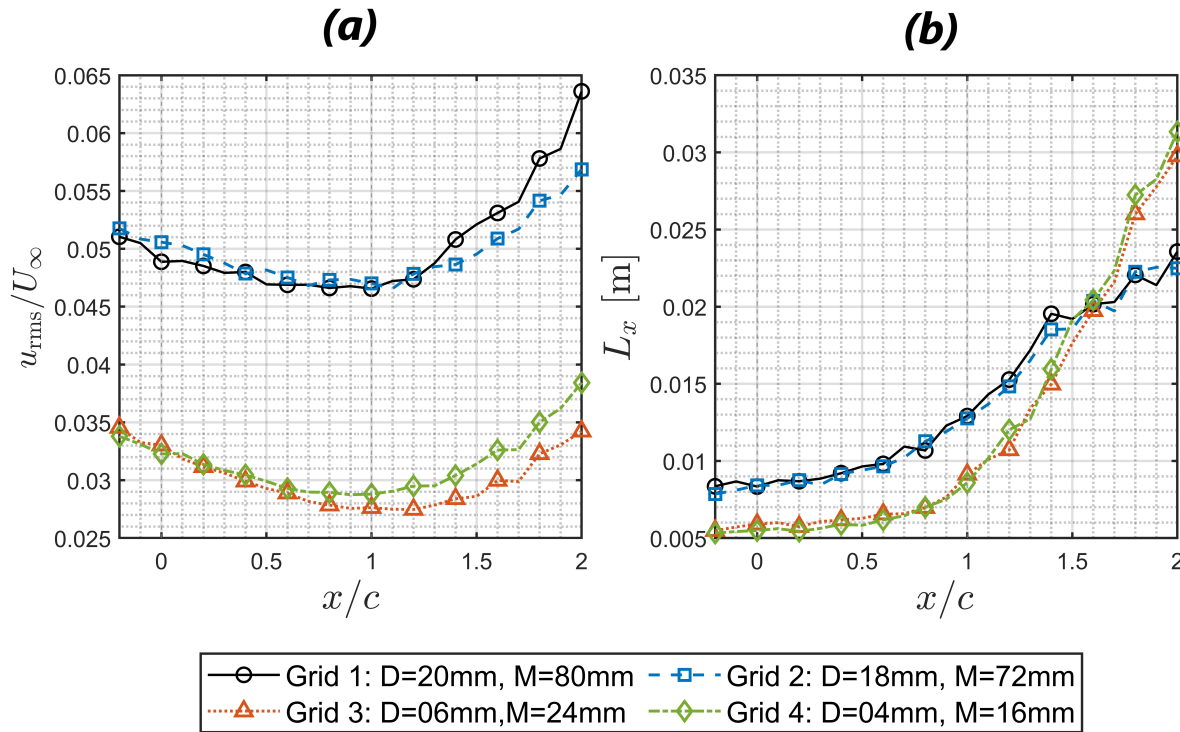 (a)
(b)
0.065
0.06
0.055
0.05
0.045
0.04
0.035
0.03
0.025
u_rms/U_∞
0
0.5
1
1.5
2
x/c
0.035
0.03
0.025
0.02
0.015
0.01
0.005
L_x [m]
0
0.5
1
1.5
2
x/c
Grid 1: D=20mm, M=80mm
Grid 2: D=18mm, M=72mm
Grid 3: D=06mm,M=24mm
Grid 4: D=04mm, M=16mm